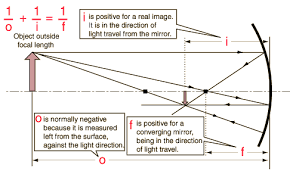 1/o + 1/i = 1/f
Object outside
focal length
i is positive for a real image.
It is in the direction of
light travel from the mirror.
i
o is normally negative
because it is measured
left from the surface,
against the light direction.
f is positive for a
converging mirror,
being in the direction
of light travel.
f
o